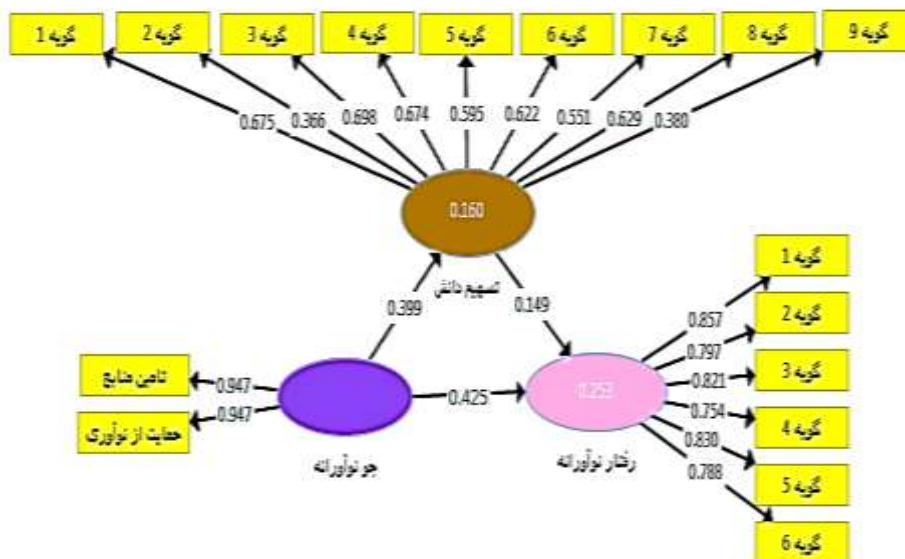 گویه 1
گویه 2
گویه 3
گویه 4
گویه 5
گویه 6
گویه 7
گویه 8
گویه 9
0.675
0.366
0.698
0.674
0.595
0.622
0.551
0.629
0.380
0.160
تسهیم دانش
0.399
0.149
تامین منابع
حمایت از نوآوری
0.947
0.947
جو نوآورانه
0.425
0.253
رفتار نوآورانه
0.857
0.797
0.821
0.754
0.830
0.788
گویه 1
گویه 2
گویه 3
گویه 4
گویه 5
گویه 6